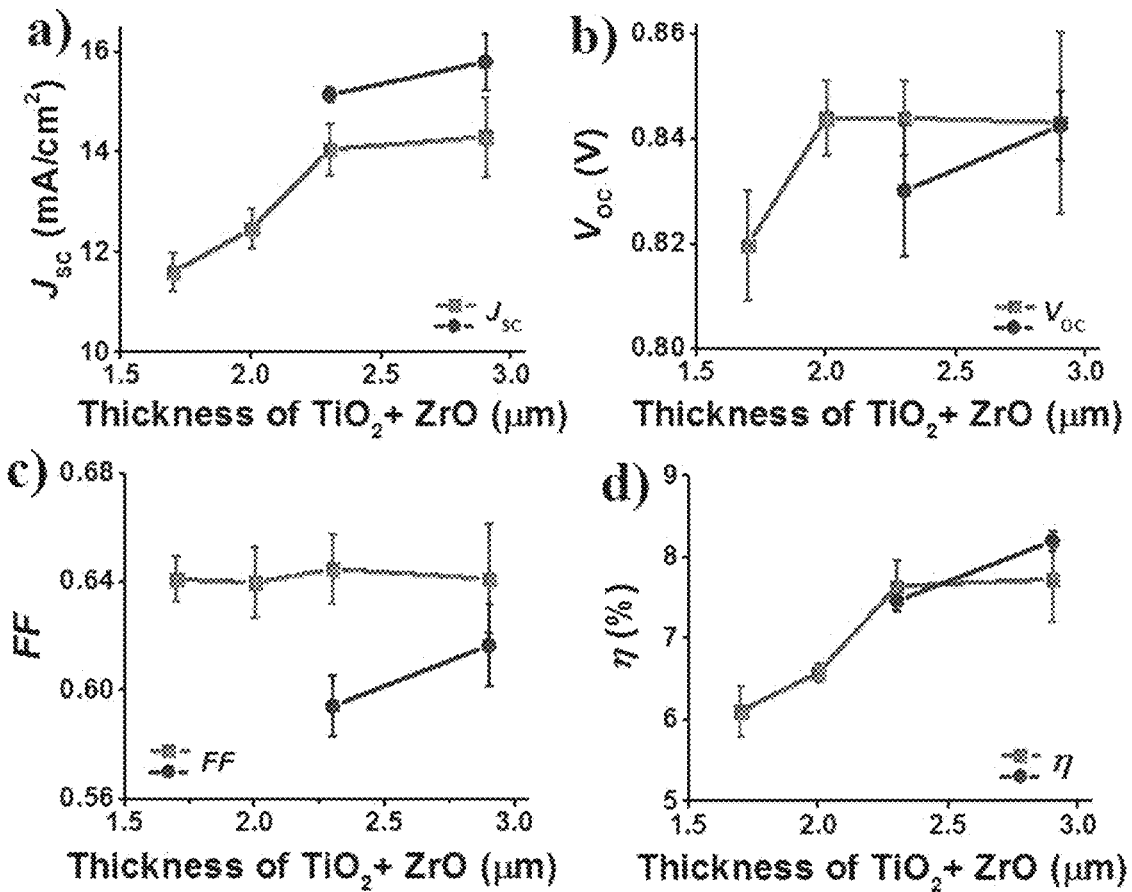 a)
16
14
12
10
J_SC (mA/cm²)
J_SC
1.5 2.0 2.5 3.0
Thickness of TiO₂+ ZrO (μm)
b)
0.86
0.84
0.82
0.80
V_OC (V)
V_OC
1.5 2.0 2.5 3.0
Thickness of TiO₂+ ZrO (μm)
c)
0.68
0.64
0.60
0.56
FF
FF
1.5 2.0 2.5 3.0
Thickness of TiO₂+ ZrO (μm)
d)
9
8
7
6
5
η (%)
η
1.5 2.0 2.5 3.0
Thickness of TiO₂+ ZrO (μm)